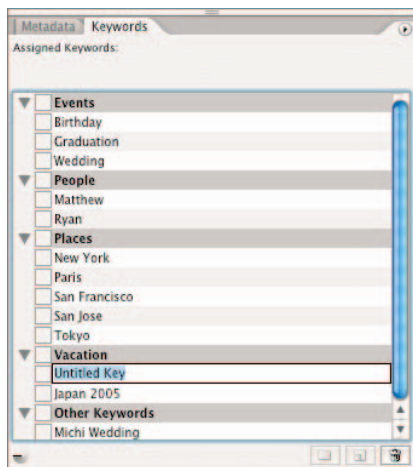 Metadata Keywords
Assigned Keywords:
Events
Birthday
Graduation
Wedding
People
Matthew
Ryan
Places
New York
Paris
San Francisco
San Jose
Tokyo
Vacation
Untitled Key
Japan 2005
Other Keywords
Michi Wedding